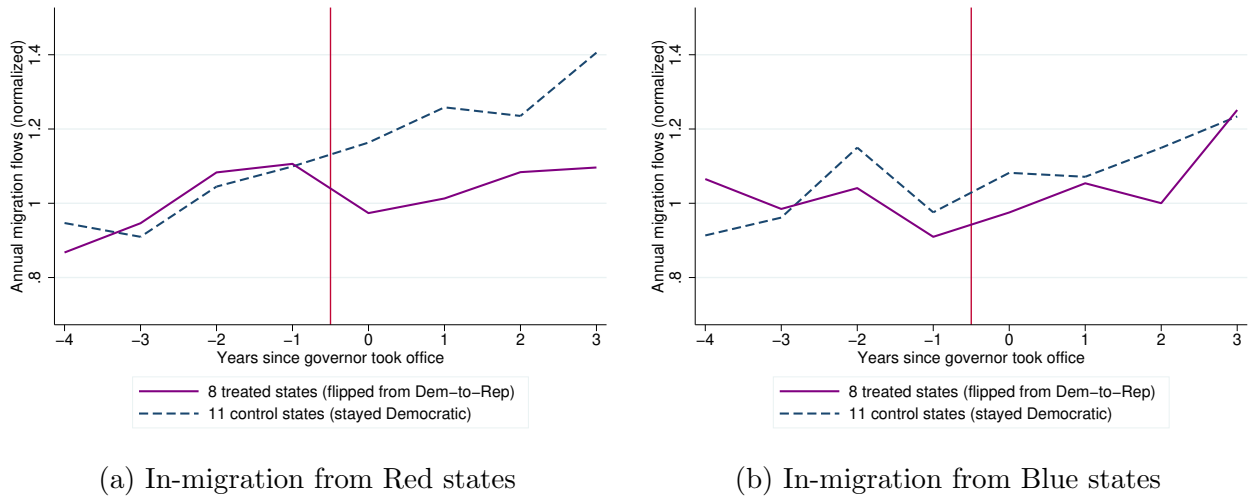 Annual migration flows (normalized)
1.4
1.2
1
.8
−4 −3 −2 −1 0 1 2 3
Years since governor took office
8 treated states (flipped from Dem−to−Rep)
11 control states (stayed Democratic)
(a) In-migration from Red states
Annual migration flows (normalized)
1.4
1.2
1
.8
−4 −3 −2 −1 0 1 2 3
Years since governor took office
8 treated states (flipped from Dem−to−Rep)
11 control states (stayed Democratic)
(b) In-migration from Blue states